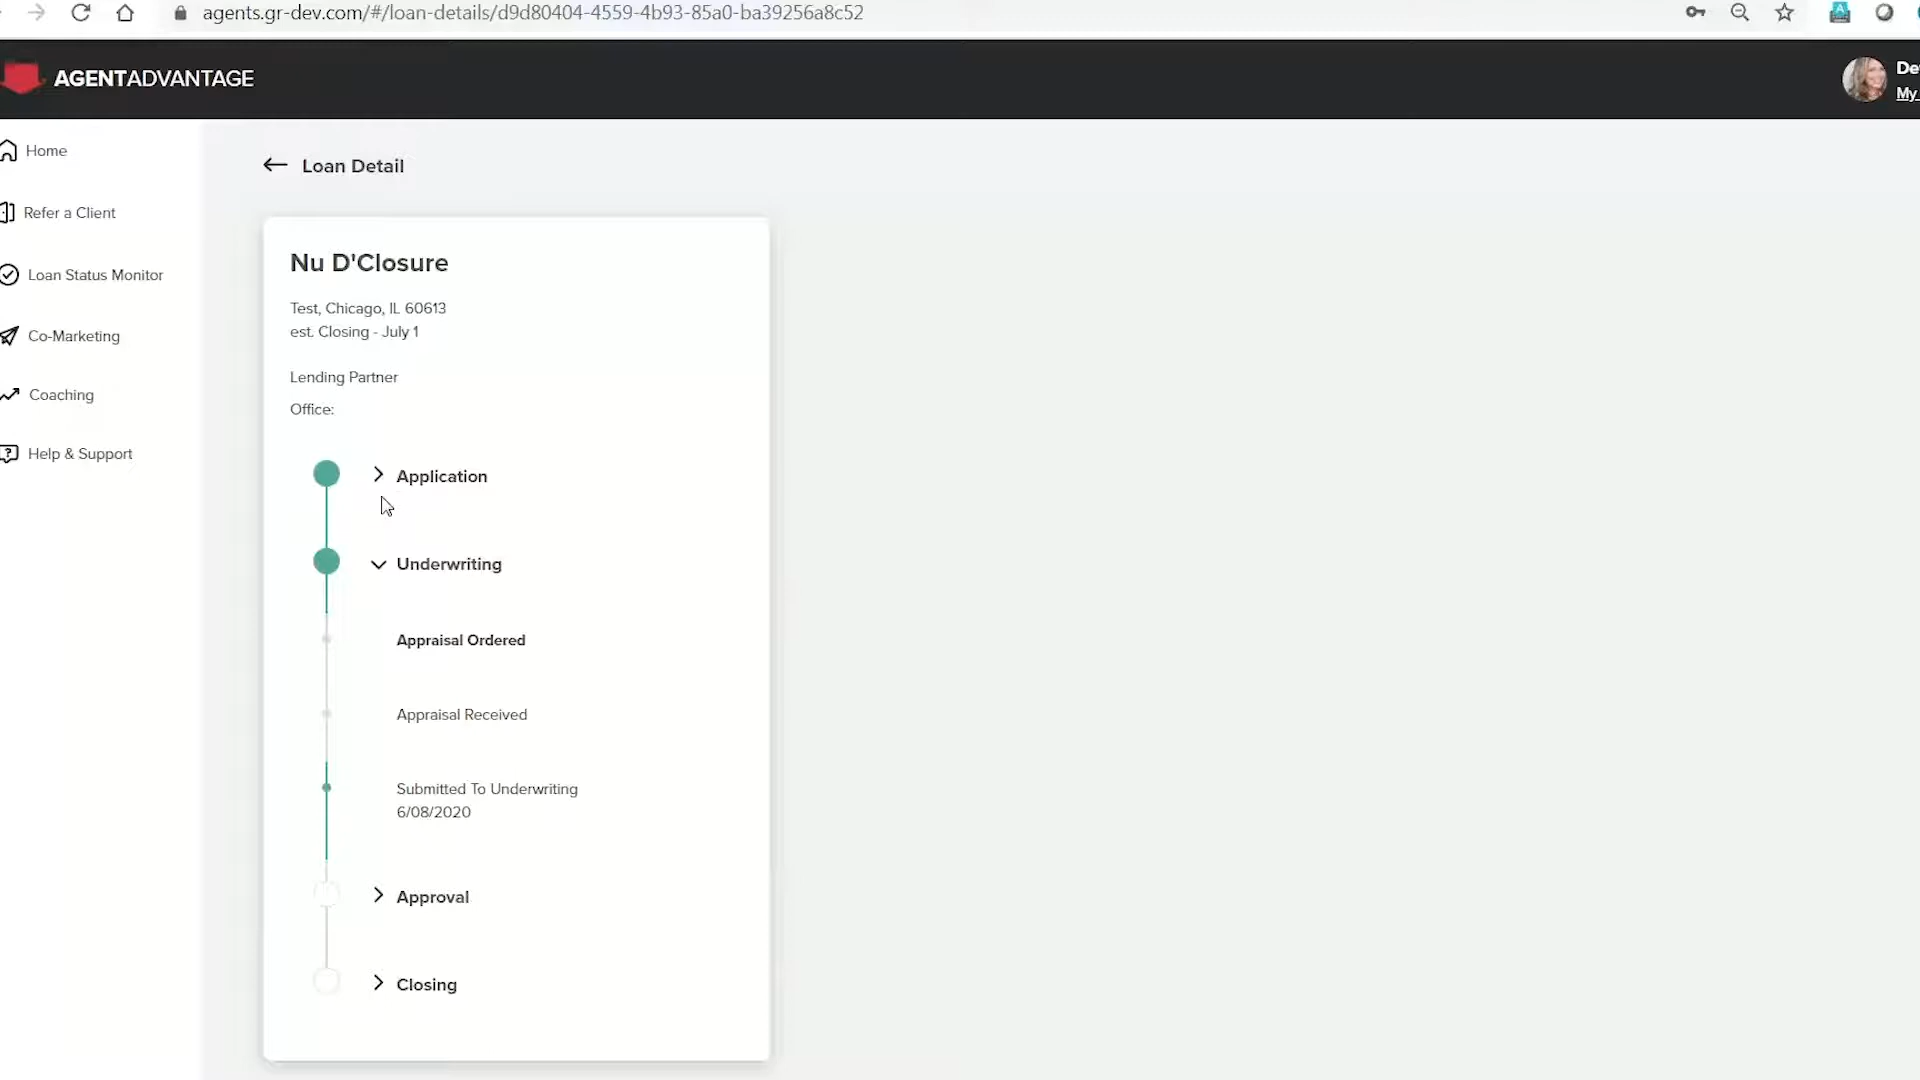 agents.gr-dev.com/#/loan-details/d9d80404-4559-4b93-85a0-ba39256a8c52
AGENTADVANTAGE
My
Home
Refer a Client
Loan Status Monitor
Co-Marketing
Coaching
Help & Support
Loan Detail
Nu D'Closure
Test, Chicago, IL 60613
est. Closing - July 1
Lending Partner
Office:
Application
Underwriting
Appraisal Ordered
Appraisal Received
Submitted To Underwriting
6/08/2020
Approval
Closing